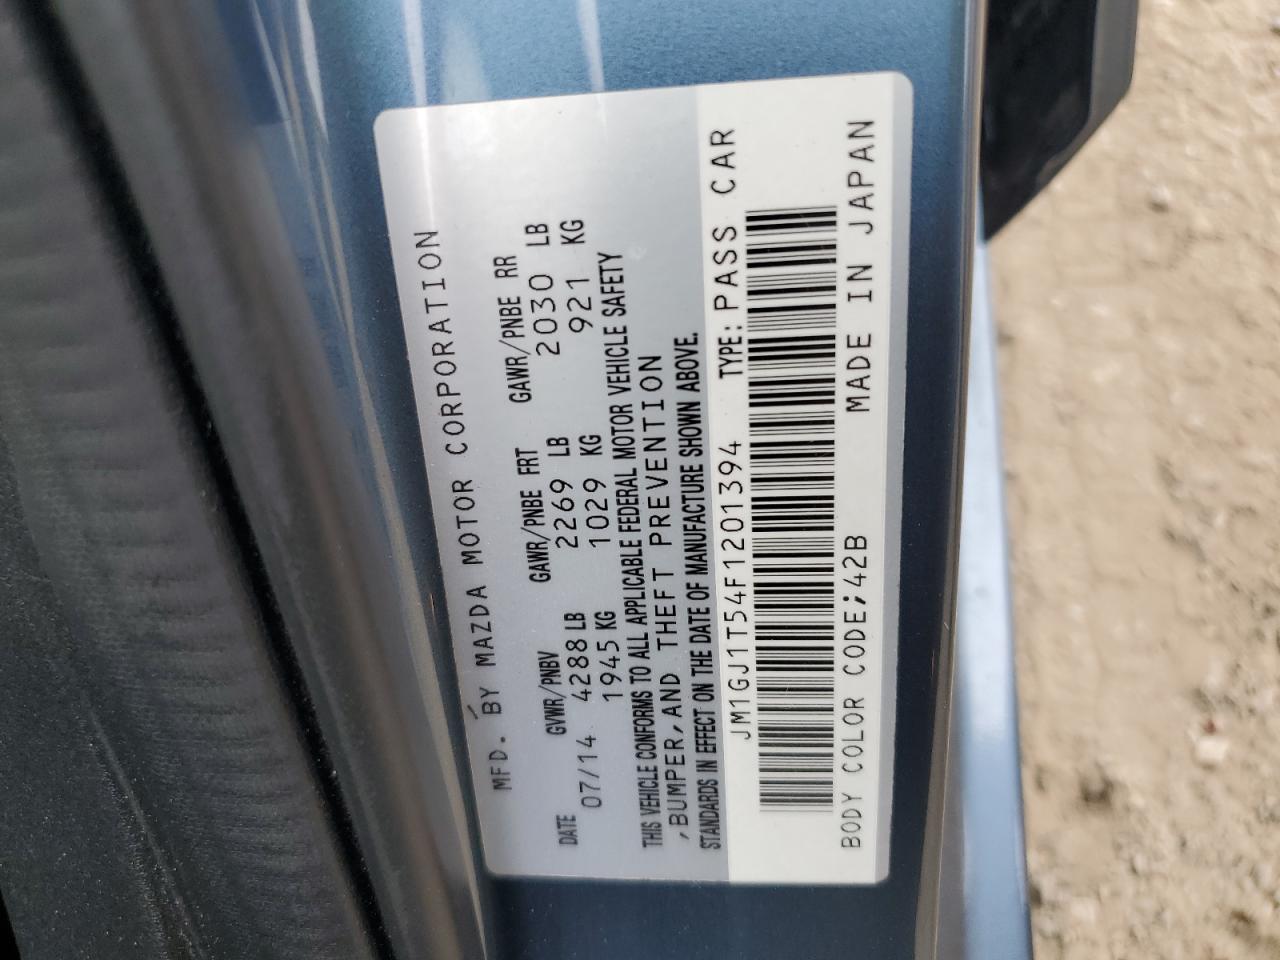 MFD. BY MAZDA MOTOR CORPORATION
DATE GVWR/PNBV GAWR/PNBE FRT GAWR/PNBE RR
07/14 4288 LB 2269 LB 2030 LB
1945 KG 1029 KG 921 KG
THIS VEHICLE CONFORMS TO ALL APPLICABLE FEDERAL MOTOR VEHICLE SAFETY
,BUMPER,AND THEFT PREVENTION
STANDARDS IN EFFECT ON THE DATE OF MANUFACTURE SHOWN ABOVE.
JM1GJ1T54F1201394 TYPE: PASS CAR
BODY COLOR CODE;42B MADE IN JAPAN